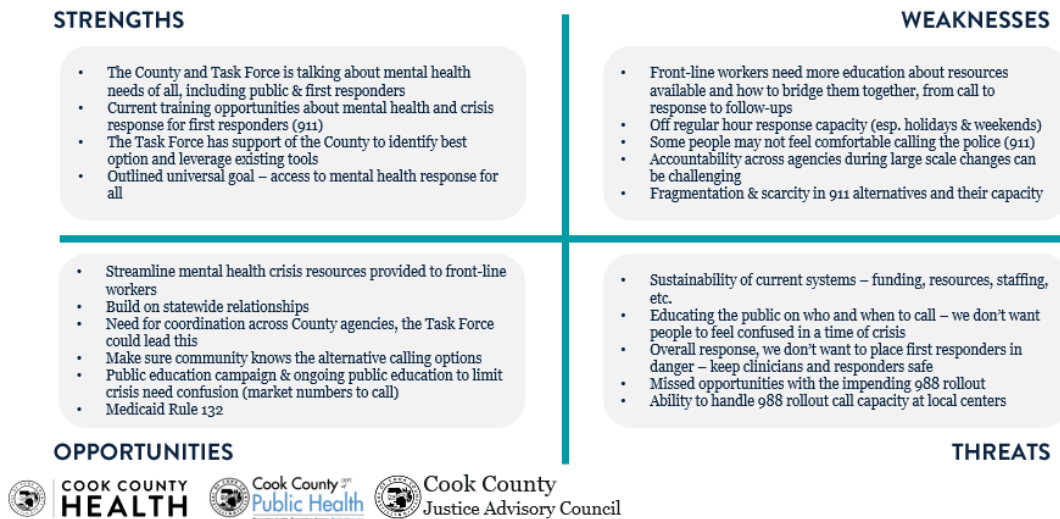 STRENGTHS
• The County and Task Force is talking about mental health
needs of all, including public & first responders
• Current training opportunities about mental health and crisis
response for first responders (911)
• The Task Force has support of the County to identify best
option and leverage existing tools
• Outlined universal goal – access to mental health response for
all
WEAKNESSES
• Front-line workers need more education about resources
available and how to bridge them together, from call to
response to follow-ups
• Off regular hour response capacity (esp. holidays & weekends)
• Some people may not feel comfortable calling the police (911)
• Accountability across agencies during large scale changes can
be challenging
• Fragmentation & scarcity in 911 alternatives and their capacity
• Streamline mental health crisis resources provided to front-line
workers
• Build on statewide relationships
• Need for coordination across County agencies, the Task Force
could lead this
• Make sure community knows the alternative calling options
• Public education campaign & ongoing public education to limit
crisis need confusion (market numbers to call)
• Medicaid Rule 132
OPPORTUNITIES
• Sustainability of current systems – funding, resources, staffing,
etc.
• Educating the public on who and when to call – we don't want
people to feel confused in a time of crisis
• Overall response, we don't want to place first responders in
danger – keep clinicians and responders safe
• Missed opportunities with the impending 988 rollout
• Ability to handle 988 rollout call capacity at local centers
THREATS
COOK COUNTY
HEALTH
Cook County DEPT. of
Public Health
Cook County
Justice Advisory Council